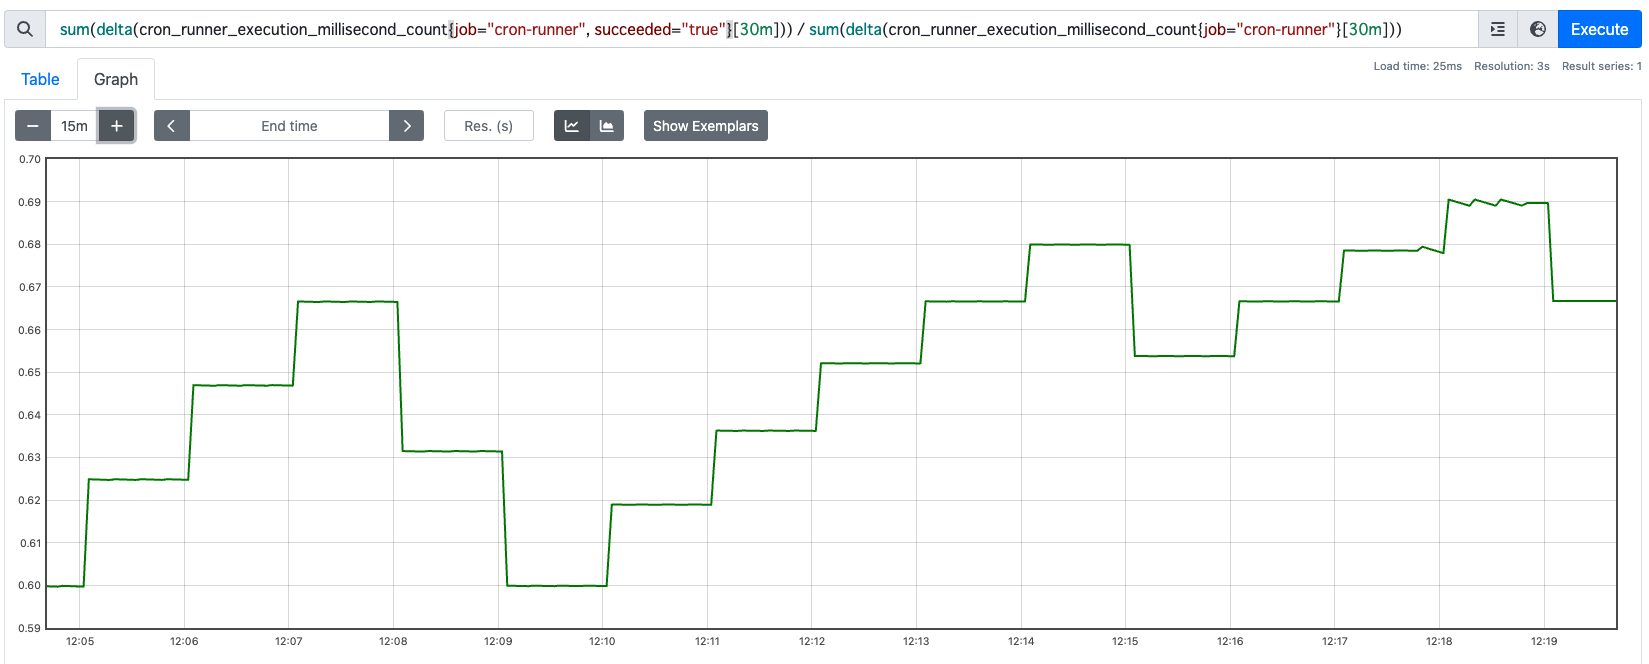 sum(delta(cron_runner_execution_millisecond_count{job="cron-runner", succeeded="true"}[30m])) / sum(delta(cron_runner_execution_millisecond_count{job="cron-runner"}[30m]))
Execute
Load time: 25ms Resolution: 3s Result series: 1
Table Graph
− 15m + End time Res. (s) Show Exemplars
0.70
0.69
0.68
0.67
0.66
0.65
0.64
0.63
0.62
0.61
0.60
0.59
12:05 12:06 12:07 12:08 12:09 12:10 12:11 12:12 12:13 12:14 12:15 12:16 12:17 12:18 12:19